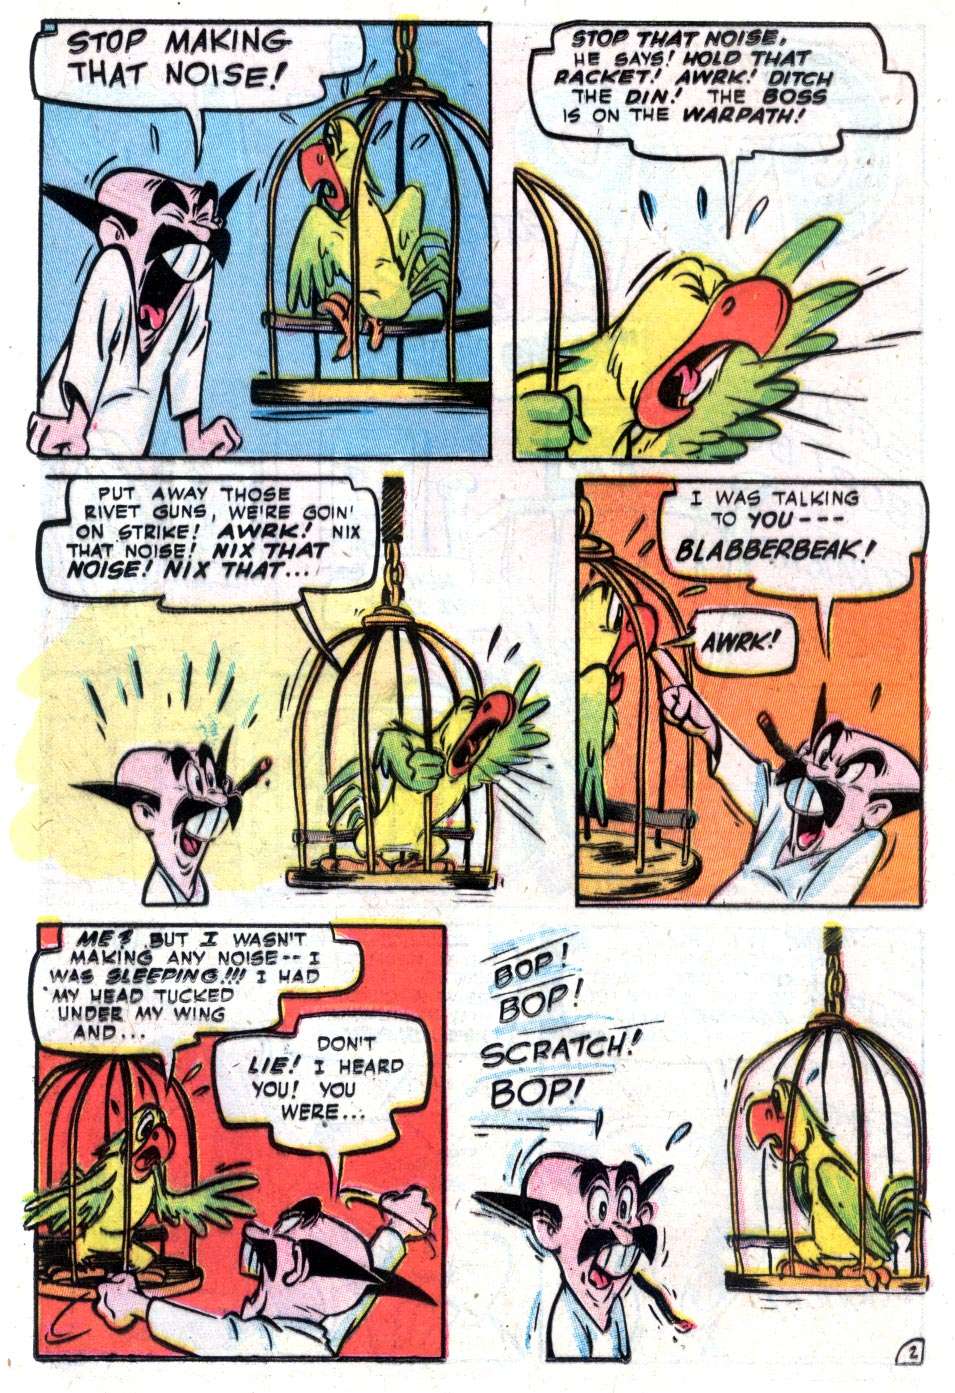 STOP MAKING
THAT NOISE!
STOP THAT NOISE,
HE SAYS! HOLD THAT
RACKET! AWRK! DITCH
THE DIN! THE BOSS
IS ON THE WARPATH!
PUT AWAY THOSE
RIVET GUNS, WE'RE GOIN'
ON STRIKE! AWRK! NIX
THAT NOISE! NIX THAT
NOISE! NIX THAT...
I WAS TALKING
TO YOU---
BLABBERBEAK!
AWRK!
ME? BUT I WASN'T
MAKING ANY NOISE--I
WAS SLEEPING!!! I HAD
MY HEAD TUCKED
UNDER MY WING
AND...
DON'T
LIE! I HEARD
YOU! YOU
WERE...
BOP!
BOP!
SCRATCH!
BOP!
2